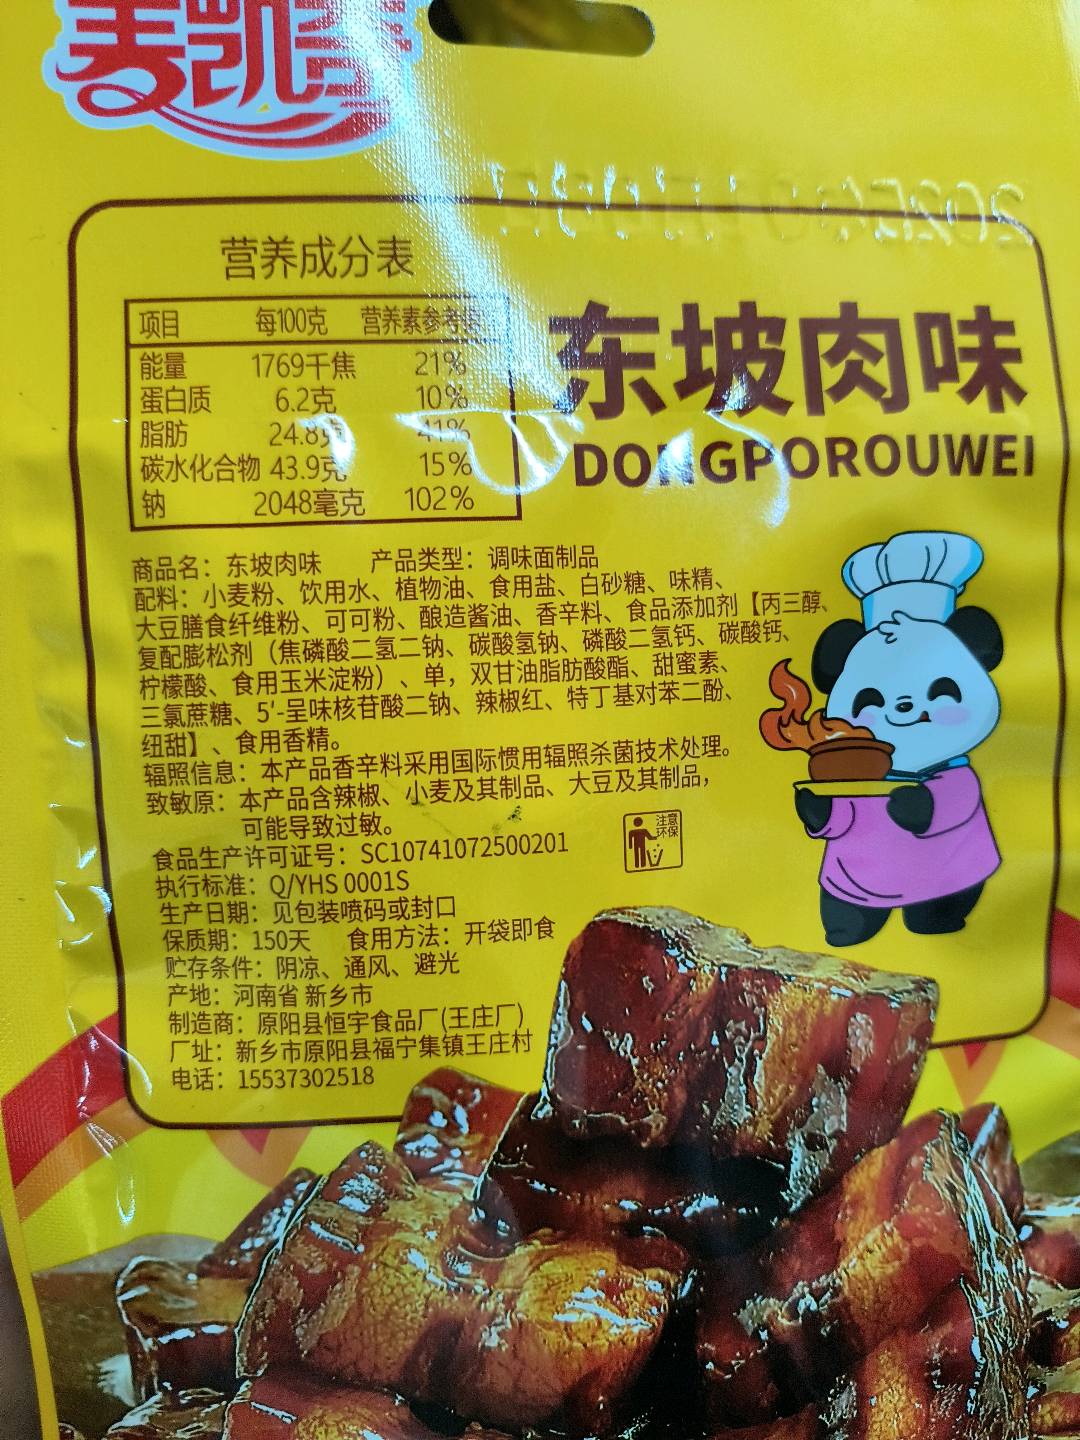 营养成分表
项目 每100克 营养素参考
能量 1769千焦 21%
蛋白质 6.2克 10%
脂肪 24.8克 41%
碳水化合物 43.9克 15%
钠 2048毫克 102%
东坡肉味
DONGPOROUWEI
商品名：东坡肉味 产品类型：调味面制品
配料：小麦粉、饮用水、植物油、食用盐、白砂糖、味精、
大豆膳食纤维粉、可可粉、酿造酱油、香辛料、食品添加剂【丙三醇、
复配膨松剂（焦磷酸二氢二钠、碳酸氢钠、磷酸二氢钙、碳酸钙、
柠檬酸、食用玉米淀粉）、单，双甘油脂肪酸酯、甜蜜素、
三氯蔗糖、5'-呈味核苷酸二钠、辣椒红、特丁基对苯二酚、
纽甜】、食用香精。
辐照信息：本产品香辛料采用国际惯用辐照杀菌技术处理。
致敏原：本产品含辣椒、小麦及其制品、大豆及其制品，
可能导致过敏。
注意
环保
食品生产许可证号：SC10741072500201
执行标准：Q/YHS 0001S
生产日期：见包装喷码或封口
保质期：150天 食用方法：开袋即食
贮存条件：阴凉、通风、避光
产地：河南省 新乡市
制造商：原阳县恒宇食品厂(王庄厂)
厂址：新乡市原阳县福宁集镇王庄村
电话：15537302518